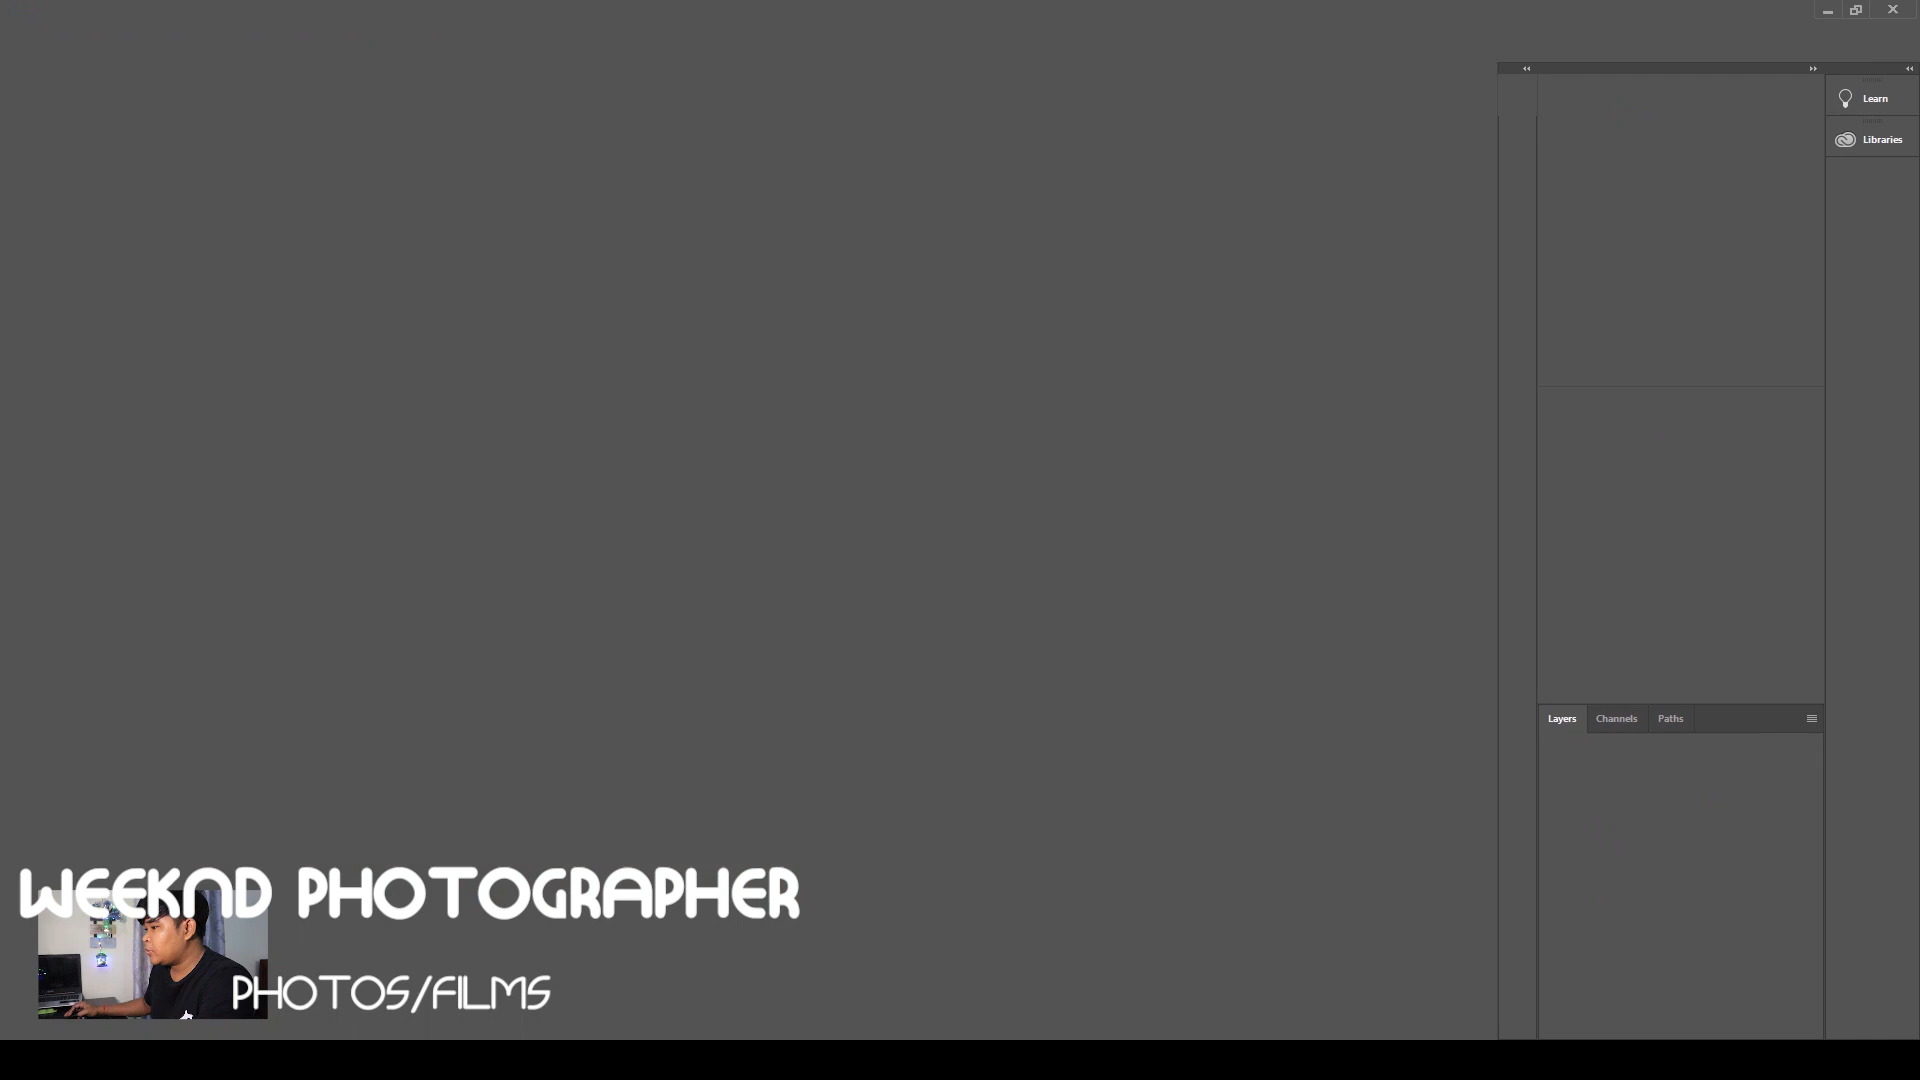 Learn
Libraries
Layers Channels Paths
WEEKND PHOTOGRAPHER
PHOTOS/FILMS